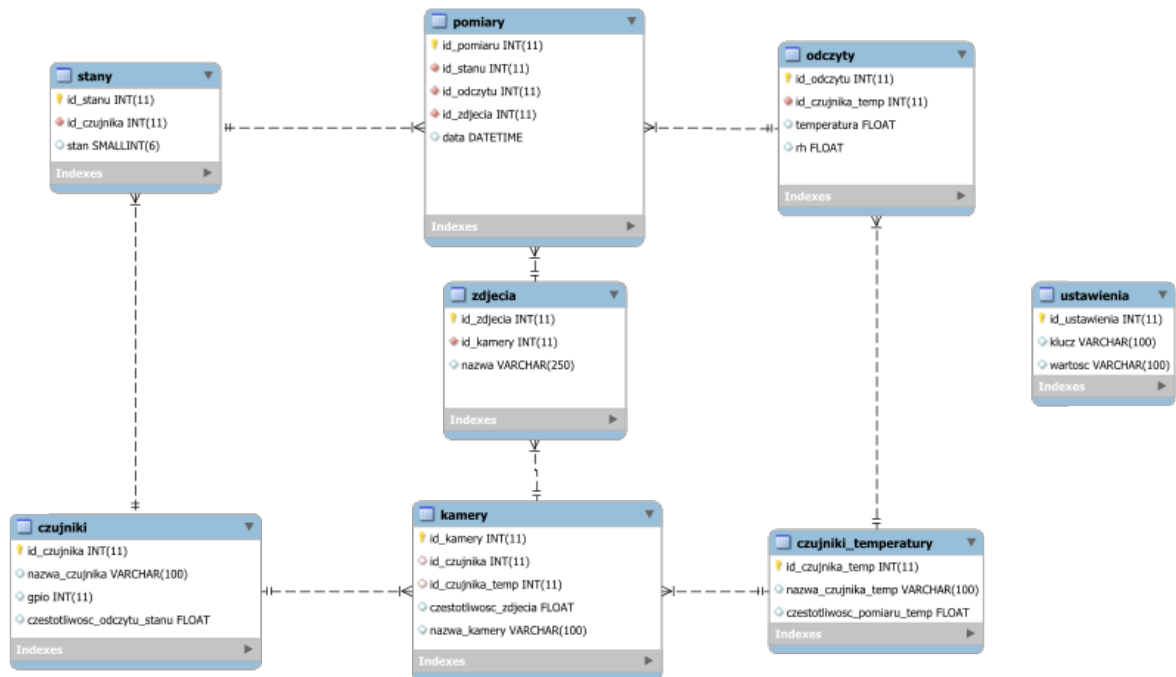 pomiary
id_pomiaru INT(11)
id_stanu INT(11)
id_odczytu INT(11)
id_zdjecia INT(11)
data DATETIME
Indexes
stany
id_stanu INT(11)
id_czujnika INT(11)
stan SMALLINT(6)
Indexes
odczyty
id_odczytu INT(11)
id_czujnika_temp INT(11)
temperatura FLOAT
rh FLOAT
Indexes
zdjecia
id_zdjecia INT(11)
id_kamery INT(11)
nazwa VARCHAR(250)
Indexes
ustawienia
id_ustawienia INT(11)
klucz VARCHAR(100)
wartosc VARCHAR(100)
Indexes
czujniki
id_czujnika INT(11)
nazwa_czujnika VARCHAR(100)
gpio INT(11)
czestotliwosc_odczytu_stanu FLOAT
Indexes
kamery
id_kamery INT(11)
id_czujnika INT(11)
id_czujnika_temp INT(11)
czestotliwosc_zdjecia FLOAT
nazwa_kamery VARCHAR(100)
Indexes
czujniki_temperatury
id_czujnika_temp INT(11)
nazwa_czujnika_temp VARCHAR(100)
czestotliwosc_pomiaru_temp FLOAT
Indexes